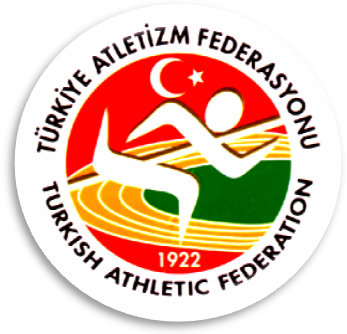 TÜRKİYE ATLETİZM FEDERASYONU
1922
TURKISH ATHLETIC FEDERATION